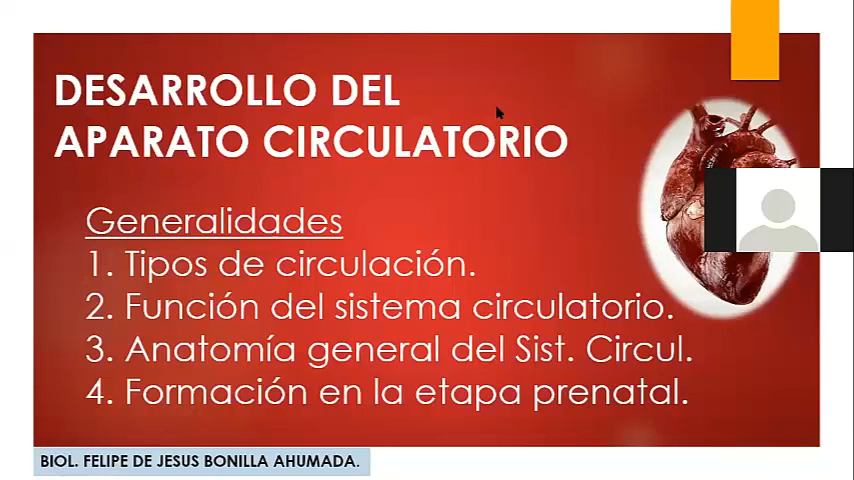 DESARROLLO DEL
APARATO CIRCULATORIO
Generalidades
1. Tipos de circulación.
2. Función del sistema circulatorio.
3. Anatomía general del Sist. Circul.
4. Formación en la etapa prenatal.
BIOL. FELIPE DE JESUS BONILLA AHUMADA.